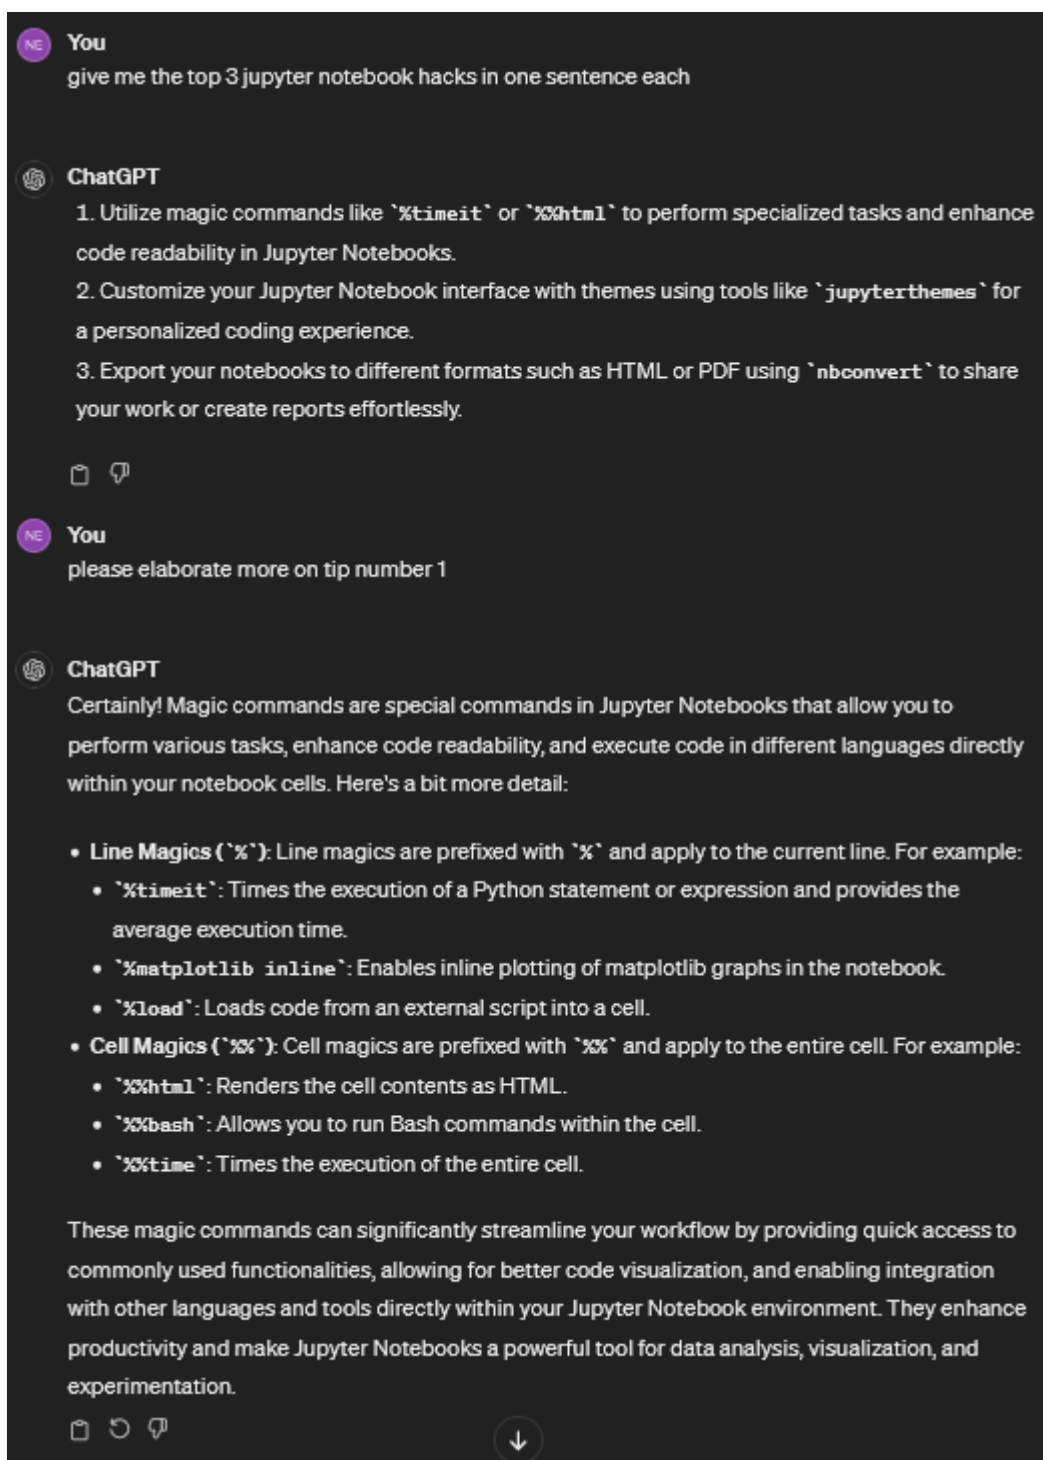 NE You
give me the top 3 jupyter notebook hacks in one sentence each
ChatGPT
1. Utilize magic commands like `%timeit` or `%%html` to perform specialized tasks and enhance
code readability in Jupyter Notebooks.
2. Customize your Jupyter Notebook interface with themes using tools like `jupyterthemes` for
a personalized coding experience.
3. Export your notebooks to different formats such as HTML or PDF using `nbconvert` to share
your work or create reports effortlessly.
NE You
please elaborate more on tip number 1
ChatGPT
Certainly! Magic commands are special commands in Jupyter Notebooks that allow you to
perform various tasks, enhance code readability, and execute code in different languages directly
within your notebook cells. Here's a bit more detail:
• Line Magics (`%`): Line magics are prefixed with `%` and apply to the current line. For example:
• `%timeit`: Times the execution of a Python statement or expression and provides the
average execution time.
• `%matplotlib inline`: Enables inline plotting of matplotlib graphs in the notebook.
• `%load`: Loads code from an external script into a cell.
• Cell Magics (`%%`): Cell magics are prefixed with `%%` and apply to the entire cell. For example:
• `%%html`: Renders the cell contents as HTML.
• `%%bash`: Allows you to run Bash commands within the cell.
• `%%time`: Times the execution of the entire cell.
These magic commands can significantly streamline your workflow by providing quick access to
commonly used functionalities, allowing for better code visualization, and enabling integration
with other languages and tools directly within your Jupyter Notebook environment. They enhance
productivity and make Jupyter Notebooks a powerful tool for data analysis, visualization, and
experimentation.